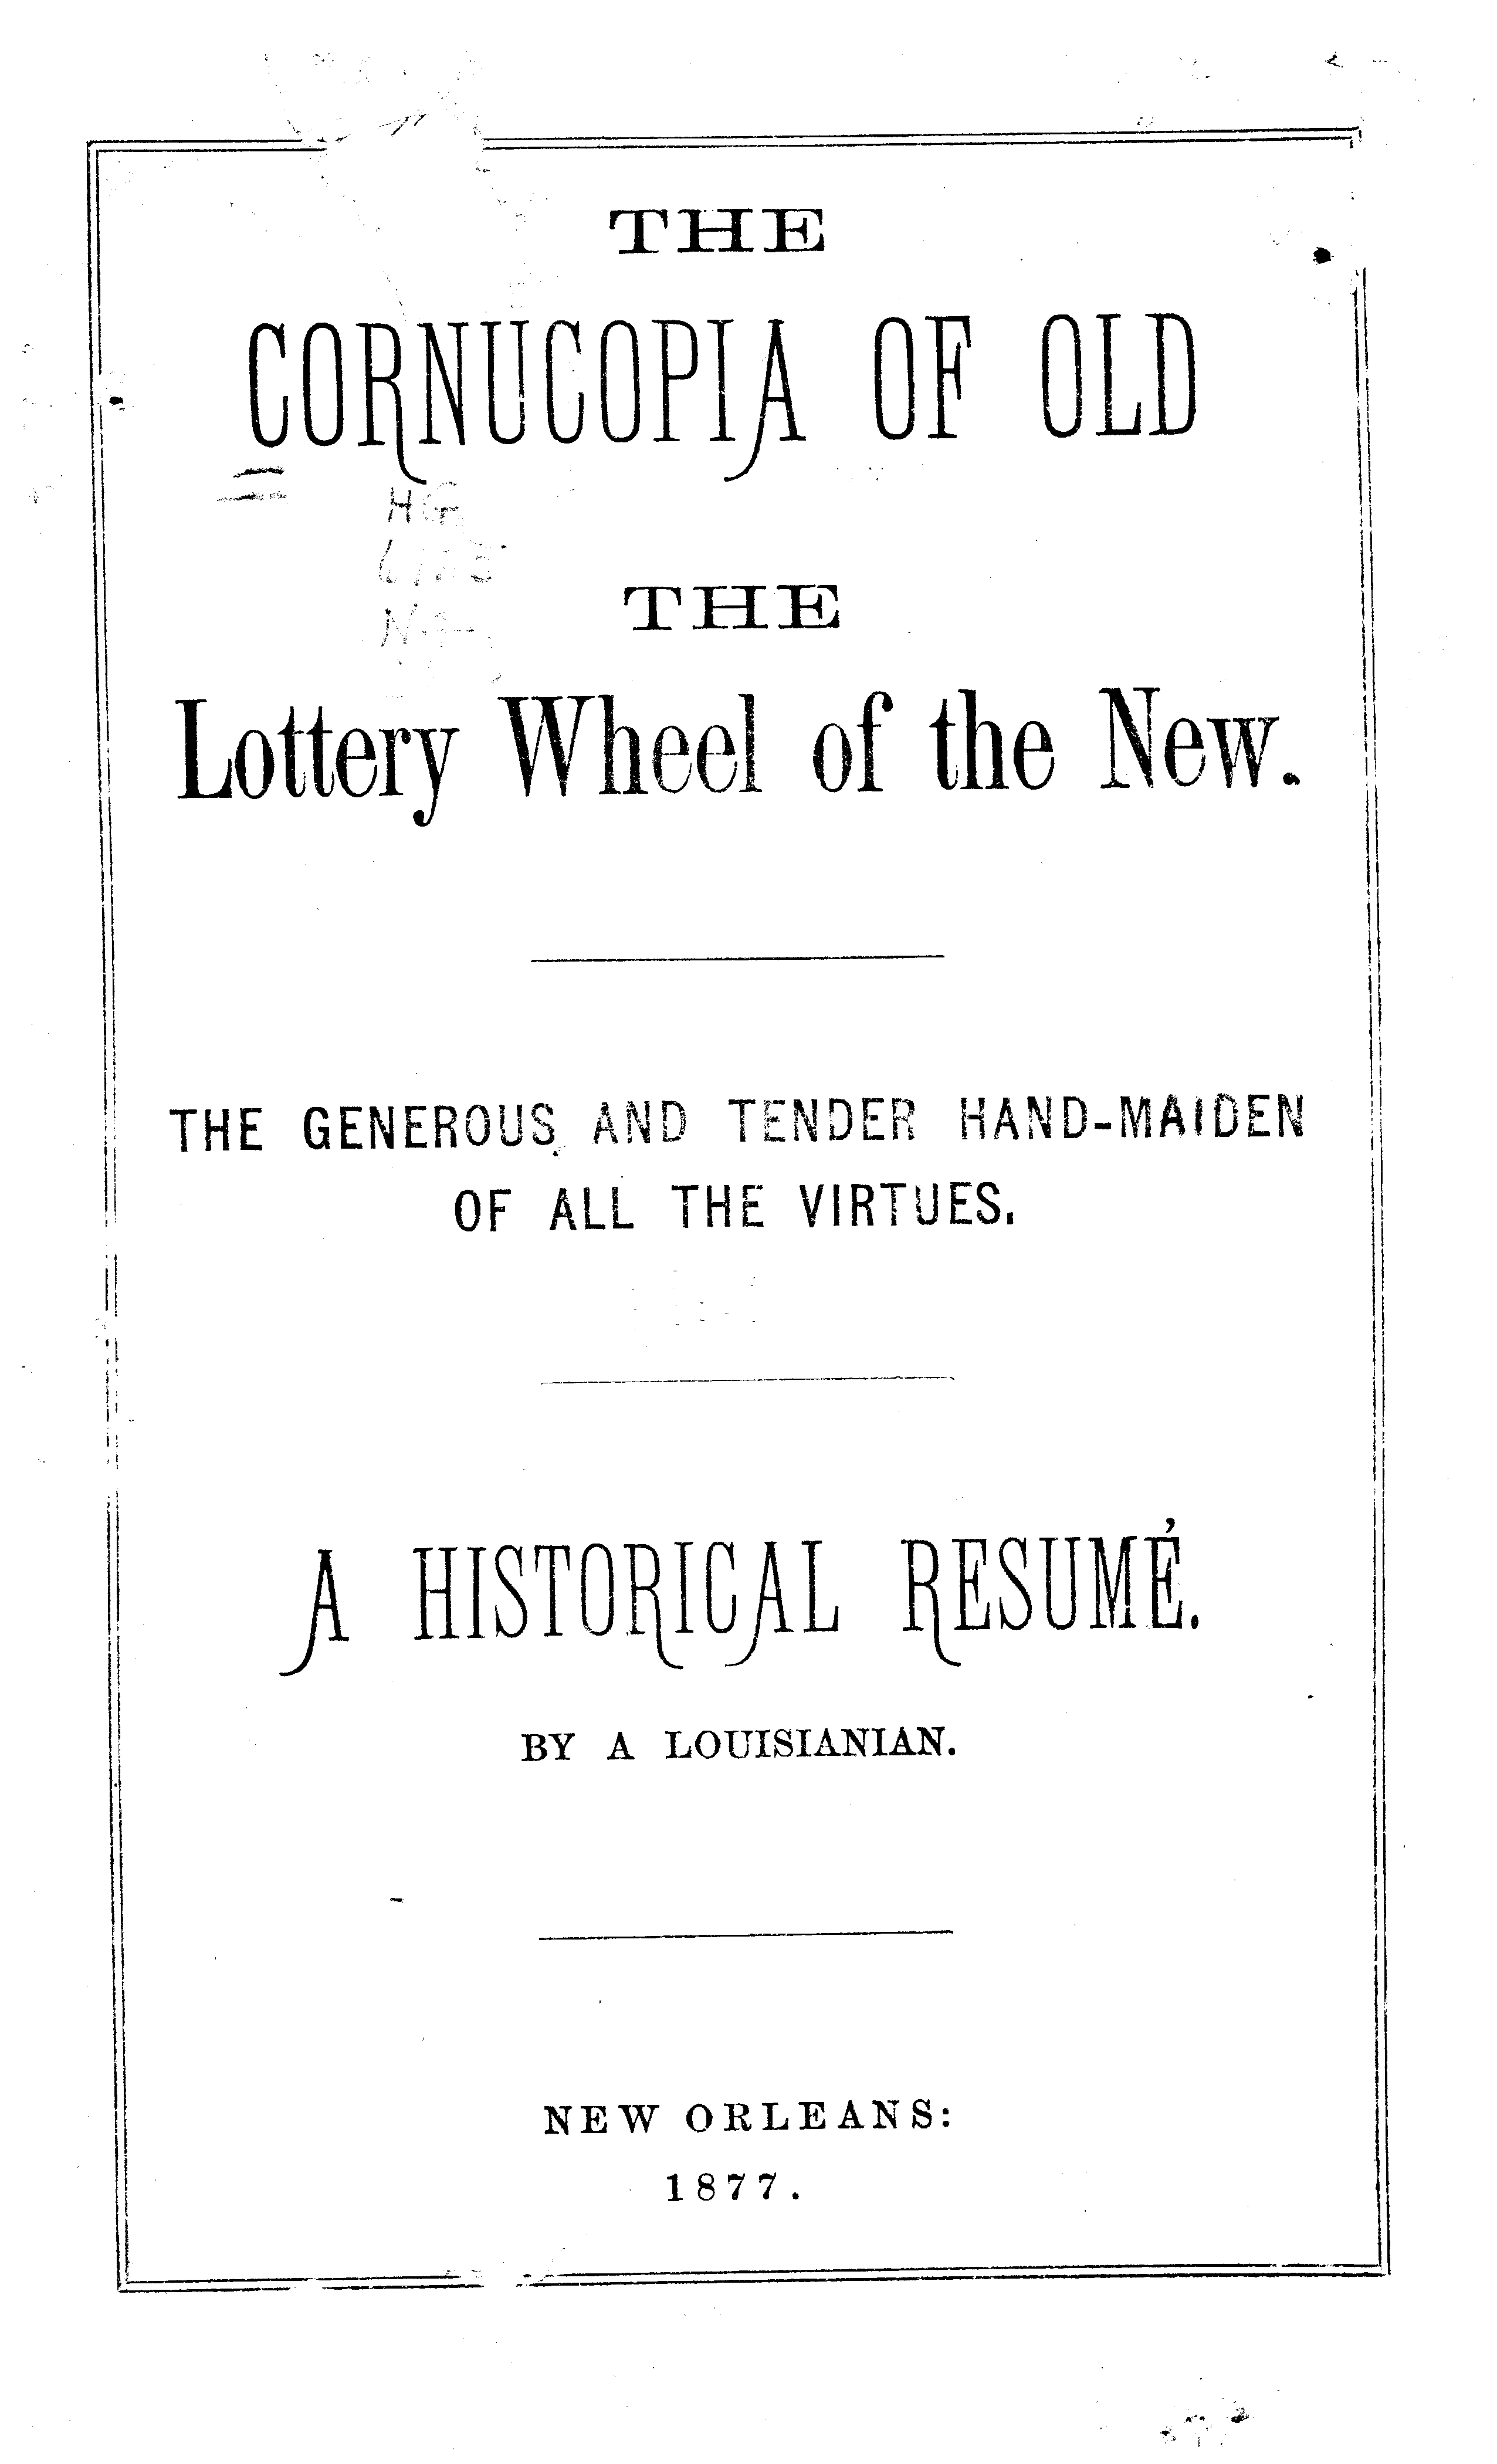 THE
CORNUCOPIA OF OLD
HG
THE
Lottery Wheel of the New.
THE GENEROUS AND TENDER HAND-MAIDEN
OF ALL THE VIRTUES.
A HISTORICAL RESUMÉ.
BY A LOUISIANIAN.
NEW ORLEANS:
1877.